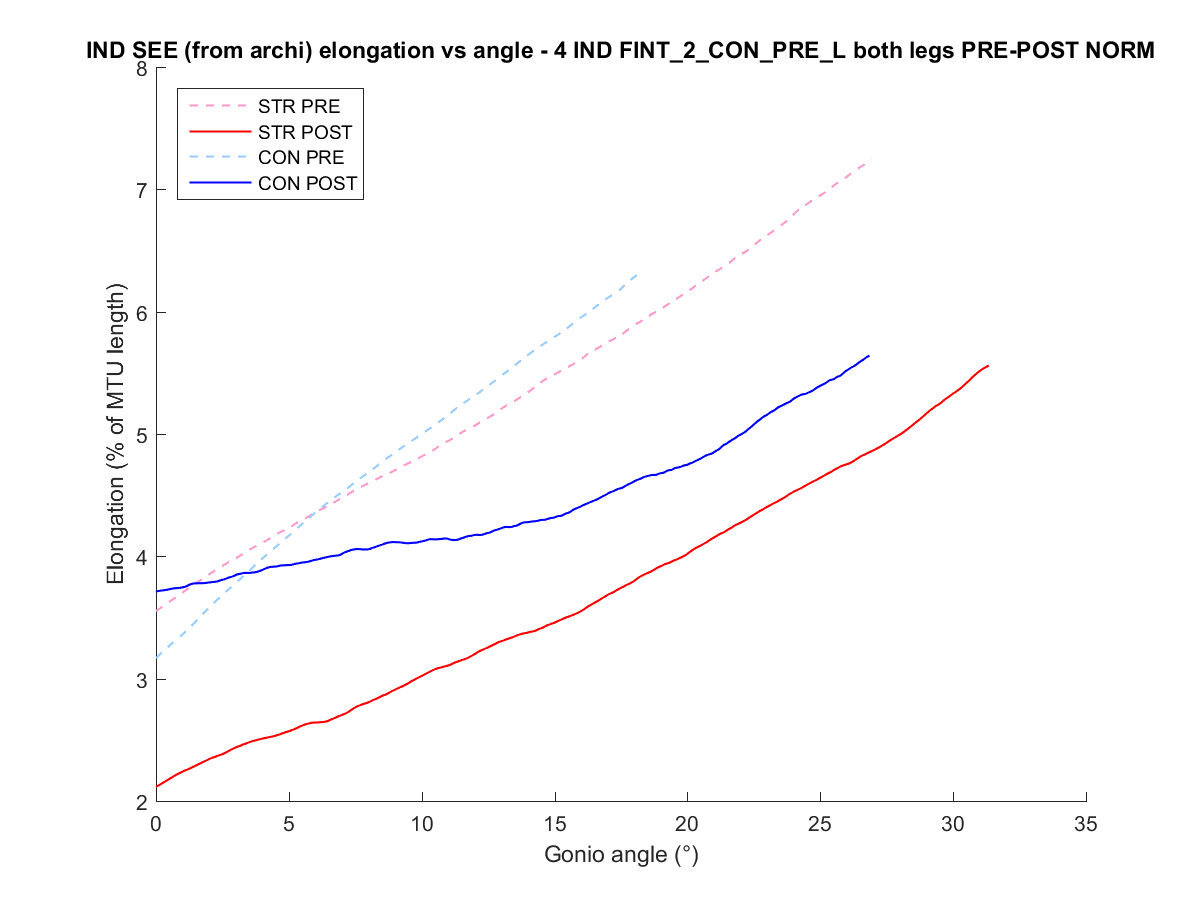 IND SEE (from archi) elongation vs angle - 4 IND FINT_2_CON_PRE_L both legs PRE-POST NORM
8
7
6
5
4
3
2
Elongation (% of MTU length)
STR PRE
STR POST
CON PRE
CON POST
0 5 10 15 20 25 30 35
Gonio angle (°)